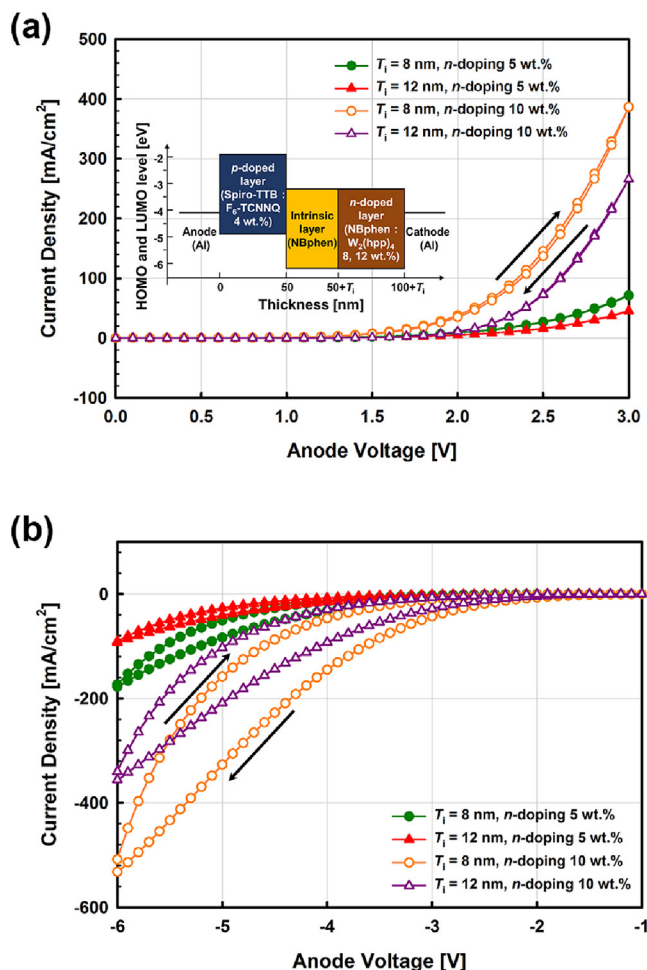 (a)
500
400
300
200
100
0
-100
Current Density [mA/cm²]
Tᵢ = 8 nm, n-doping 5 wt.%
Tᵢ = 12 nm, n-doping 5 wt.%
Tᵢ = 8 nm, n-doping 10 wt.%
Tᵢ = 12 nm, n-doping 10 wt.%
HOMO and LUMO level [eV]
-2
-3
-4
-5
-6
p-doped
layer
(Spiro-TTB :
F₆-TCNNQ
4 wt.%)
Intrinsic
layer
(NBphen)
n-doped
layer
(NBphen :
W₂(hpp)₄
8, 12 wt.%)
Anode
(Al)
Cathode
(Al)
0 50 50+Tᵢ 100+Tᵢ
Thickness [nm]
0.0 0.5 1.0 1.5 2.0 2.5 3.0
Anode Voltage [V]
(b)
0
-200
-400
-600
Current Density [mA/cm²]
Tᵢ = 8 nm, n-doping 5 wt.%
Tᵢ = 12 nm, n-doping 5 wt.%
Tᵢ = 8 nm, n-doping 10 wt.%
Tᵢ = 12 nm, n-doping 10 wt.%
-6 -5 -4 -3 -2 -1
Anode Voltage [V]